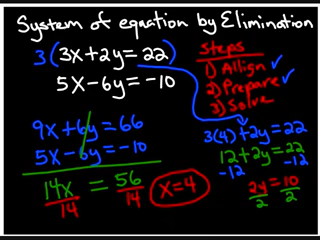 System of equation by Elimination
3(3x+2y=22)
5x-6y=-10
Steps
1) Allign ✓
2) Prepare ✓
3) Solve
9x+6y=66
5x-6y=-10
14x = 56
14 14
x=4
3(4)+2y=22
12+2y=22
-12 -12
2y=10
2 2